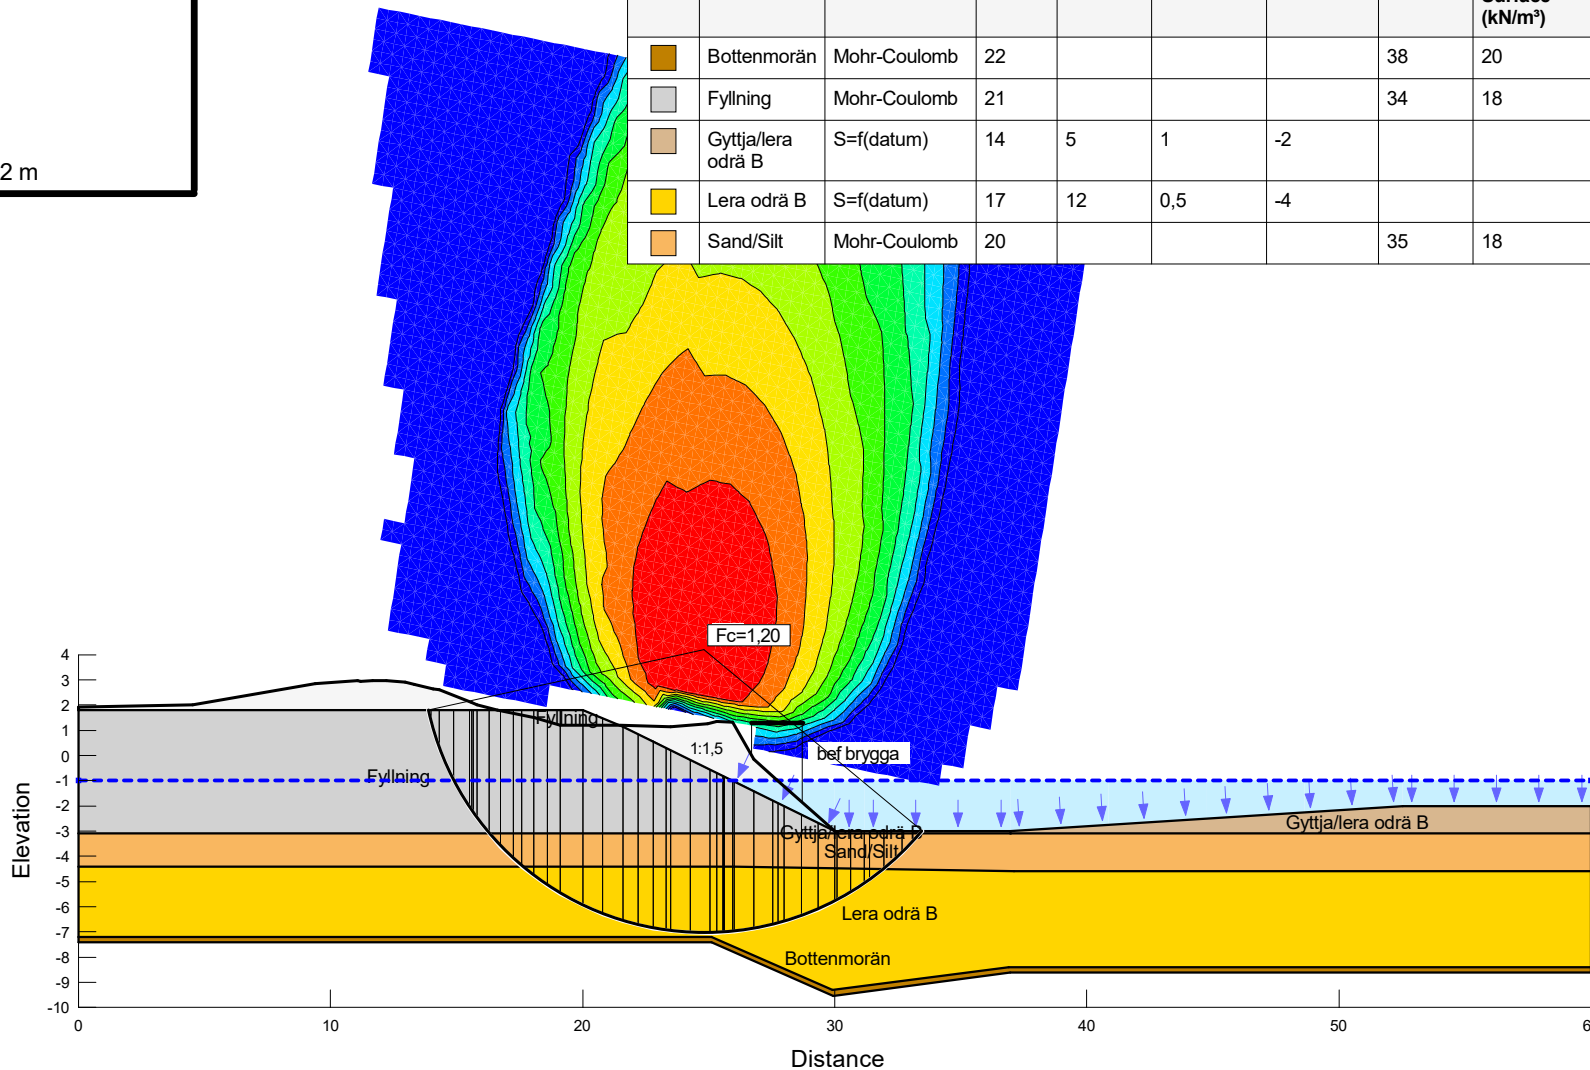 (kN/m³)
Bottenmorän Mohr-Coulomb 22 38 20
Fyllning Mohr-Coulomb 21 34 18
Gyttja/lera odrä B S=f(datum) 14 5 1 -2
Lera odrä B S=f(datum) 17 12 0,5 -4
Sand/Silt Mohr-Coulomb 20 35 18
2 m
Fc=1,20
Fyllning
1:1,5
bef brygga
Fyllning
Gyttja/lera odrä B
Gyttja/lera odrä B
Sand/Silt
Lera odrä B
Bottenmorän
Elevation
4
3
2
1
0
-1
-2
-3
-4
-5
-6
-7
-8
-9
-10
0 10 20 30 40 50 6
Distance